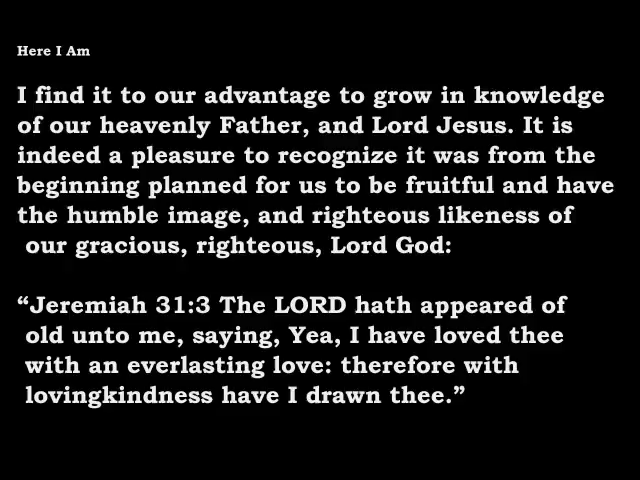 Here I Am
I find it to our advantage to grow in knowledge
of our heavenly Father, and Lord Jesus. It is
indeed a pleasure to recognize it was from the
beginning planned for us to be fruitful and have
the humble image, and righteous likeness of
our gracious, righteous, Lord God:
“Jeremiah 31:3 The LORD hath appeared of
old unto me, saying, Yea, I have loved thee
with an everlasting love: therefore with
lovingkindness have I drawn thee.”